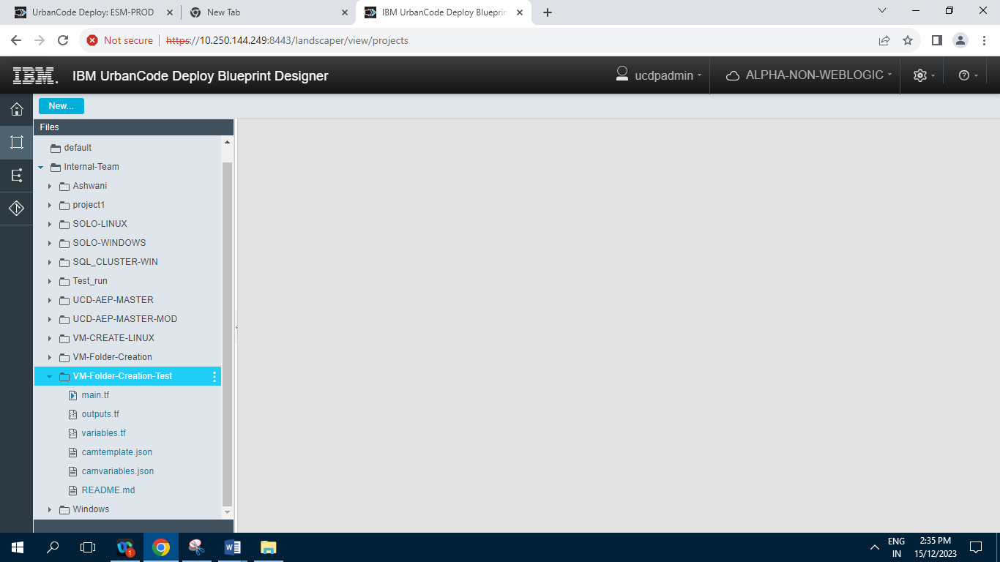 UrbanCode Deploy: ESM-PROD
New Tab
IBM UrbanCode Deploy Blueprin
Not secure
https://10.250.144.249:8443/landscaper/view/projects
IBM.
IBM UrbanCode Deploy Blueprint Designer
ucdpadmin
ALPHA-NON-WEBLOGIC
New...
Files
default
Internal-Team
Ashwani
project1
SOLO-LINUX
SOLO-WINDOWS
SQL_CLUSTER-WIN
Test_run
UCD-AEP-MASTER
UCD-AEP-MASTER-MOD
VM-CREATE-LINUX
VM-Folder-Creation
VM-Folder-Creation-Test
main.tf
outputs.tf
variables.tf
camtemplate.json
camvariables.json
README.md
Windows
1
ENG
IN
2:35 PM
15/12/2023